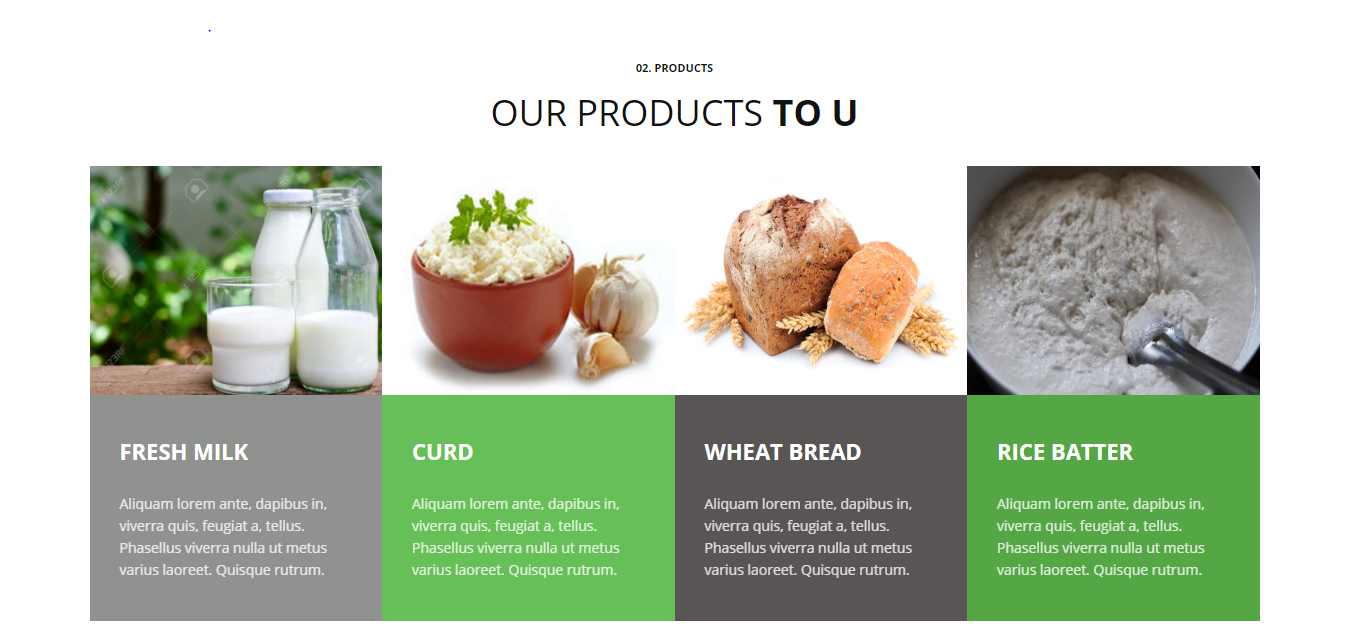 02. PRODUCTS
OUR PRODUCTS TO U
FRESH MILK
Aliquam lorem ante, dapibus in,
viverra quis, feugiat a, tellus.
Phasellus viverra nulla ut metus
varius laoreet. Quisque rutrum.
CURD
Aliquam lorem ante, dapibus in,
viverra quis, feugiat a, tellus.
Phasellus viverra nulla ut metus
varius laoreet. Quisque rutrum.
WHEAT BREAD
Aliquam lorem ante, dapibus in,
viverra quis, feugiat a, tellus.
Phasellus viverra nulla ut metus
varius laoreet. Quisque rutrum.
RICE BATTER
Aliquam lorem ante, dapibus in,
viverra quis, feugiat a, tellus.
Phasellus viverra nulla ut metus
varius laoreet. Quisque rutrum.